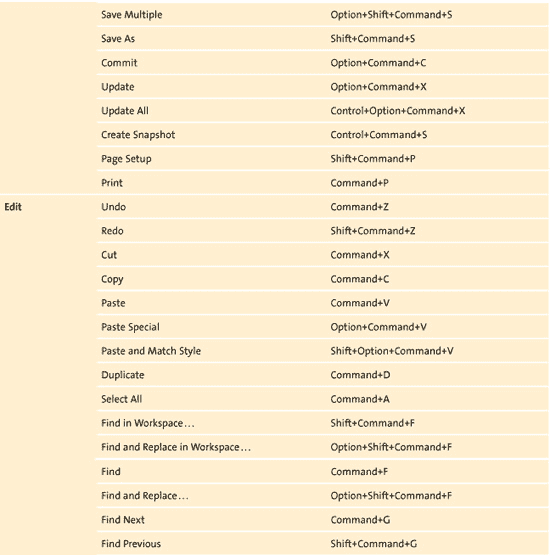 Save Multiple Option+Shift+Command+S
Save As Shift+Command+S
Commit Option+Command+C
Update Option+Command+X
Update All Control+Option+Command+X
Create Snapshot Control+Command+S
Page Setup Shift+Command+P
Print Command+P
Edit Undo Command+Z
Redo Shift+Command+Z
Cut Command+X
Copy Command+C
Paste Command+V
Paste Special Option+Command+V
Paste and Match Style Shift+Option+Command+V
Duplicate Command+D
Select All Command+A
Find in Workspace... Shift+Command+F
Find and Replace in Workspace... Option+Shift+Command+F
Find Command+F
Find and Replace... Option+Shift+Command+F
Find Next Command+G
Find Previous Shift+Command+G